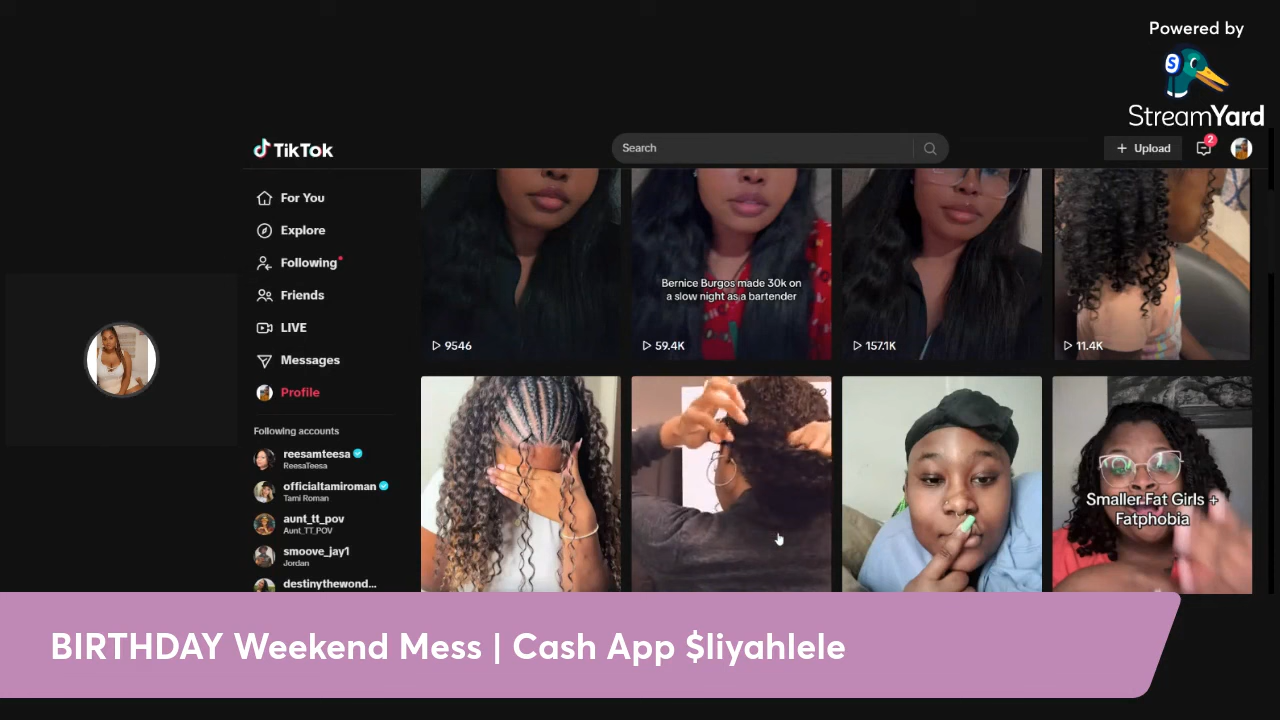 Powered by
StreamYard
TikTok
Search
Upload
2
For You
Explore
Following
Friends
LIVE
Messages
Profile
Following accounts
reesamteesa
ReesaTeesa
officialtamiroman
Tami Roman
aunt_tt_pov
Aunt_TT_POV
smoove_jay1
Jordan
destinythewond...
9546
Bernice Burgos made 30k on
a slow night as a bartender
59.4K
157.1K
11.4K
Smaller Fat Girls +
Fatphobia
BIRTHDAY Weekend Mess | Cash App $liyahlele